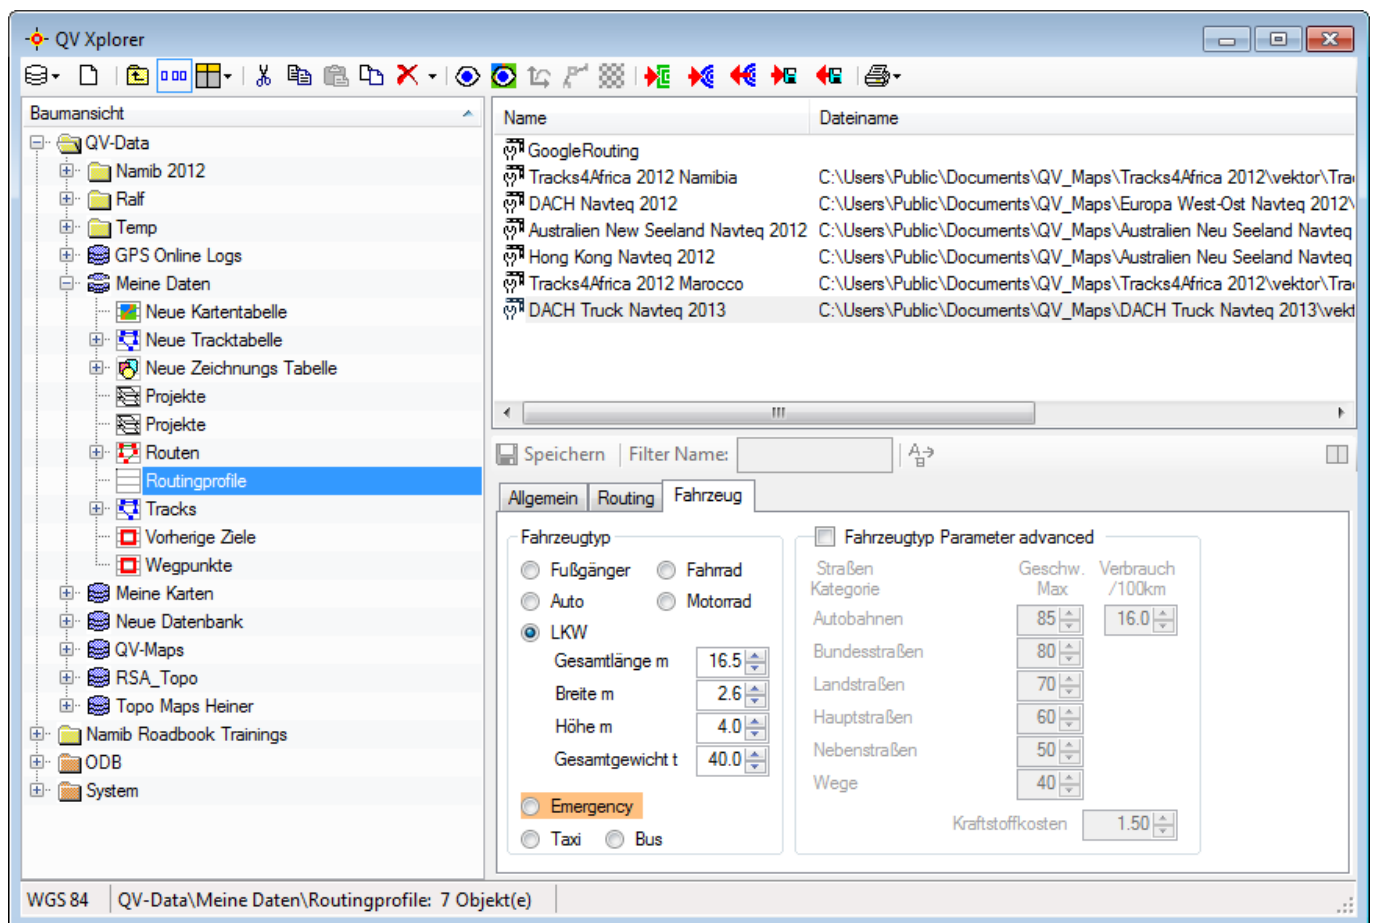 QV Xplorer
Baumansicht
QV-Data
Namib 2012
Ralf
Temp
GPS Online Logs
Meine Daten
Neue Kartentabelle
Neue Tracktabelle
Neue Zeichnungs Tabelle
Projekte
Projekte
Routen
Routingprofile
Tracks
Vorherige Ziele
Wegpunkte
Meine Karten
Neue Datenbank
QV-Maps
RSA_Topo
Topo Maps Heiner
Namib Roadbook Trainings
ODB
System
Name Dateiname
GoogleRouting
Tracks4Africa 2012 Namibia C:\Users\Public\Documents\QV_Maps\Tracks4Africa 2012\vektor\Tra
DACH Navteq 2012 C:\Users\Public\Documents\QV_Maps\Europa West-Ost Navteq 2012\
Australien New Seeland Navteq 2012 C:\Users\Public\Documents\QV_Maps\Australien Neu Seeland Navteq
Hong Kong Navteq 2012 C:\Users\Public\Documents\QV_Maps\Australien Neu Seeland Navteq
Tracks4Africa 2012 Marocco C:\Users\Public\Documents\QV_Maps\Tracks4Africa 2012\vektor\Tra
DACH Truck Navteq 2013 C:\Users\Public\Documents\QV_Maps\DACH Truck Navteq 2013\vekt
Speichern Filter Name:
Allgemein Routing Fahrzeug
Fahrzeugtyp
Fußgänger Fahrrad
Auto Motorrad
LKW
Gesamtlänge m 16.5
Breite m 2.6
Höhe m 4.0
Gesamtgewicht t 40.0
Emergency
Taxi Bus
Fahrzeugtyp Parameter advanced
Straßen Geschw. Verbrauch
Kategorie Max /100km
Autobahnen 85 16.0
Bundesstraßen 80
Landstraßen 70
Hauptstraßen 60
Nebenstraßen 50
Wege 40
Kraftstoffkosten 1.50
WGS 84 QV-Data\Meine Daten\Routingprofile: 7 Objekt(e)